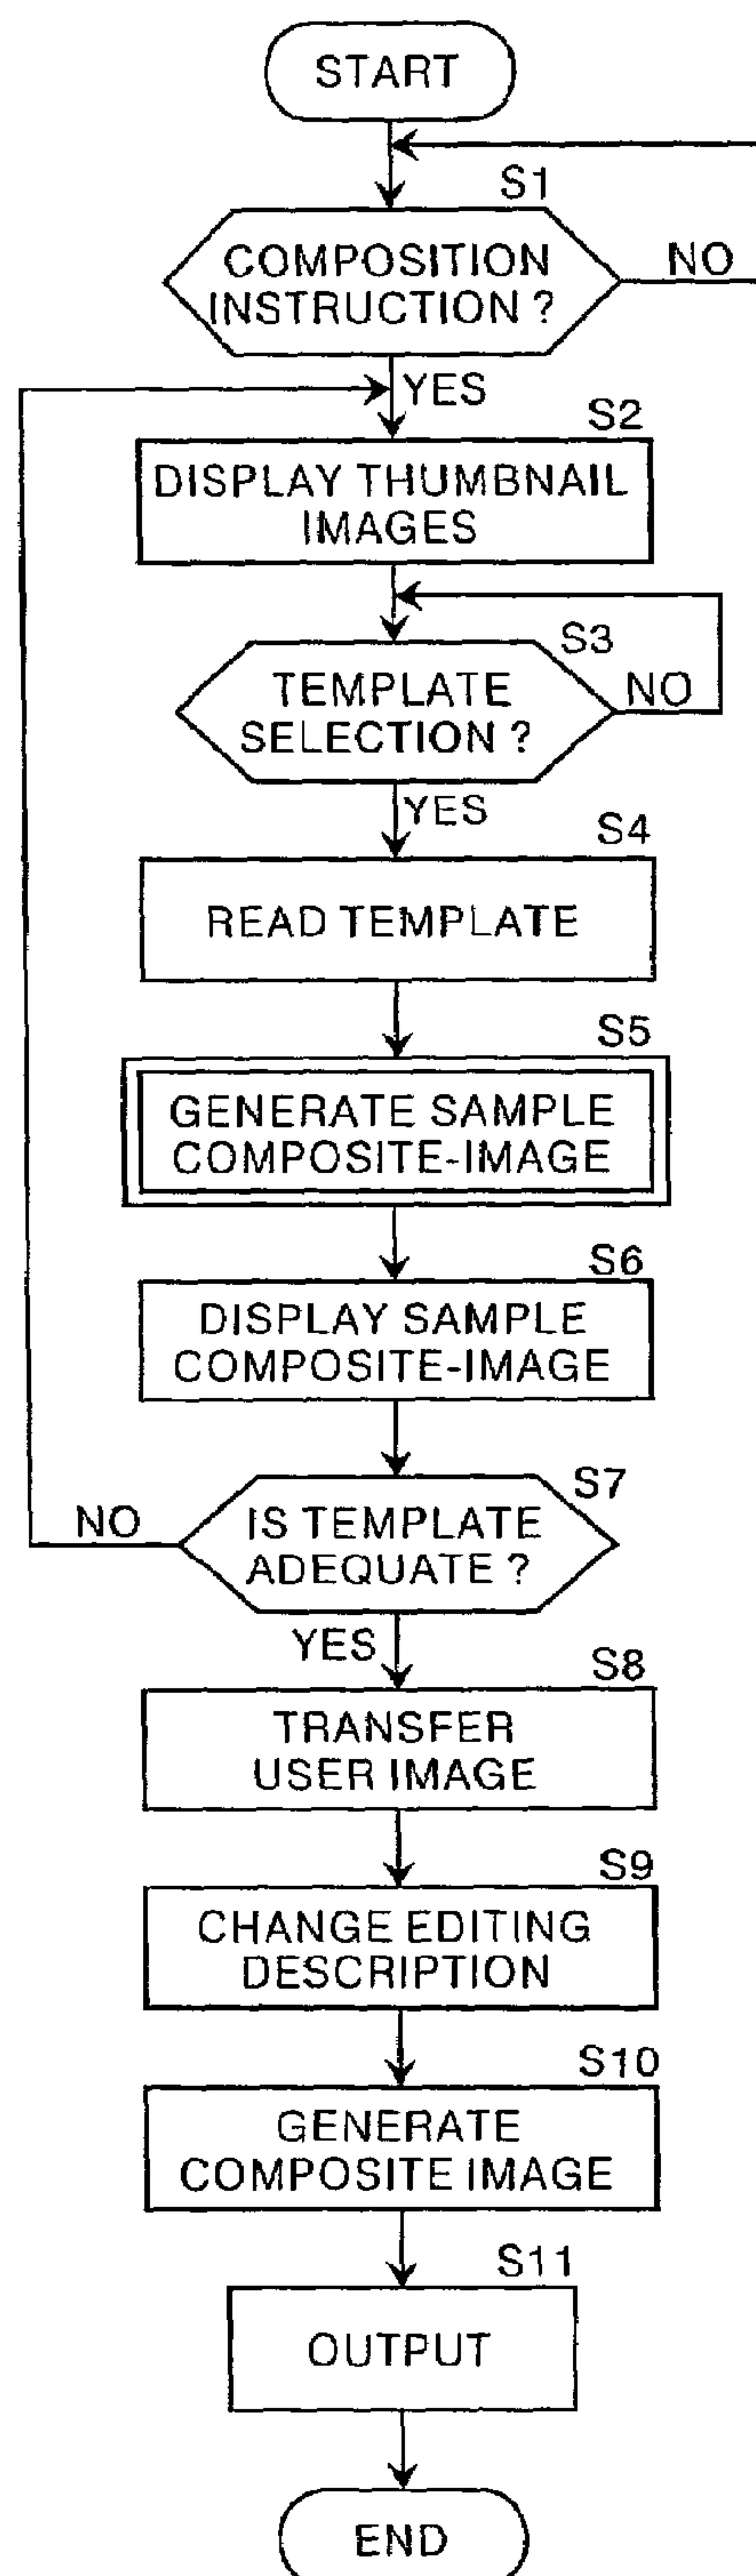 START
S1
COMPOSITION
INSTRUCTION ?
NO
YES
S2
DISPLAY THUMBNAIL
IMAGES
S3
TEMPLATE
SELECTION ?
NO
YES
S4
READ TEMPLATE
S5
GENERATE SAMPLE
COMPOSITE-IMAGE
S6
DISPLAY SAMPLE
COMPOSITE-IMAGE
S7
IS TEMPLATE
ADEQUATE ?
NO
YES
S8
TRANSFER
USER IMAGE
S9
CHANGE EDITING
DESCRIPTION
S10
GENERATE
COMPOSITE IMAGE
S11
OUTPUT
END